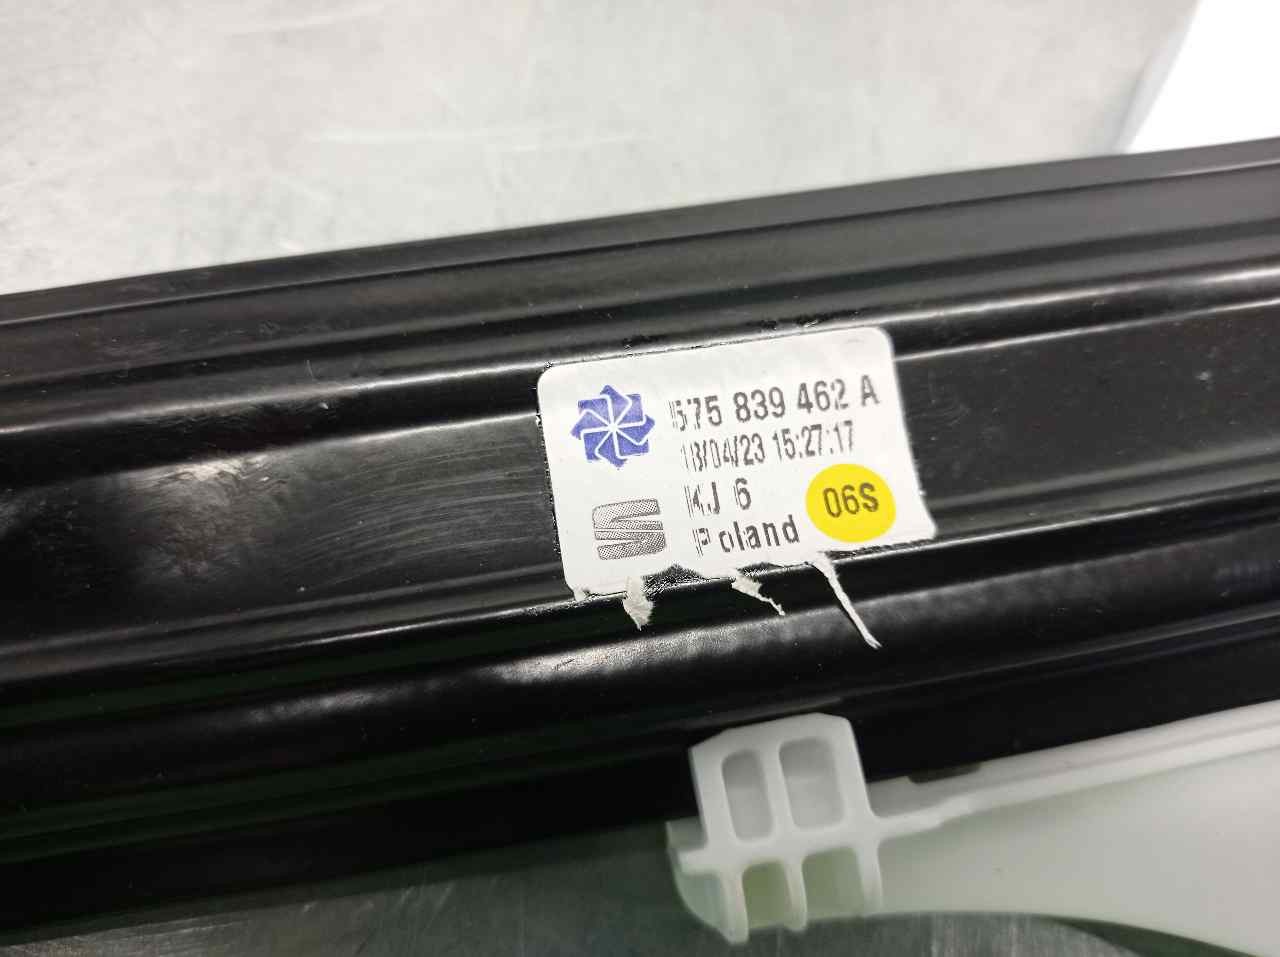 575 839 462 A
18/04/23 15:27:17
KJ 6
Poland
06S